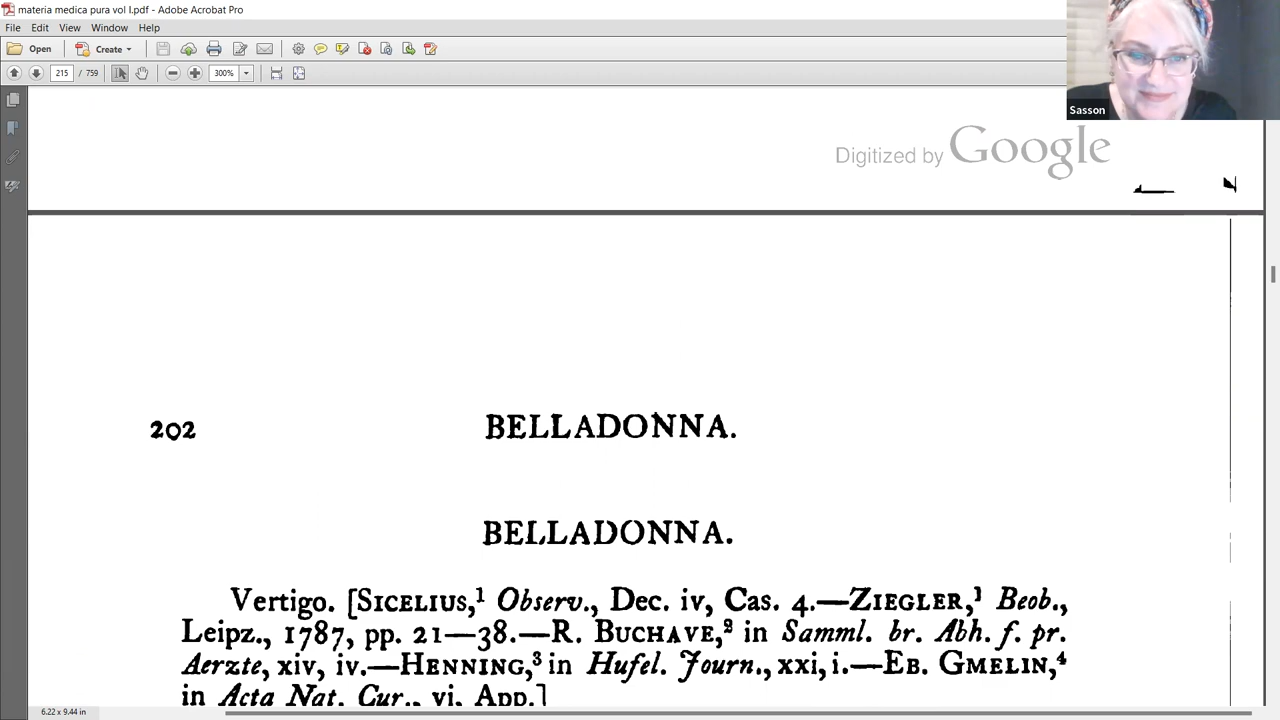 materia medica pura vol I.pdf - Adobe Acrobat Pro
File Edit View Window Help
Open Create
215 / 759 300%
Sasson
Digitized by Google
202 BELLADONNA.
BELLADONNA.
Vertigo. [SICELIUS,¹ Observ., Dec. iv, Cas. 4.—ZIEGLER,¹ Beob.,
Leipz., 1787, pp. 21—38.—R. BUCHAVE,² in Samml. br. Abh. f. pr.
Aerzte, xiv, iv.—HENNING,³ in Hufel. Journ., xxi, i.—EB. GMELIN,⁴
in Acta Nat. Cur., vi, App.]
6.22 x 9.44 in